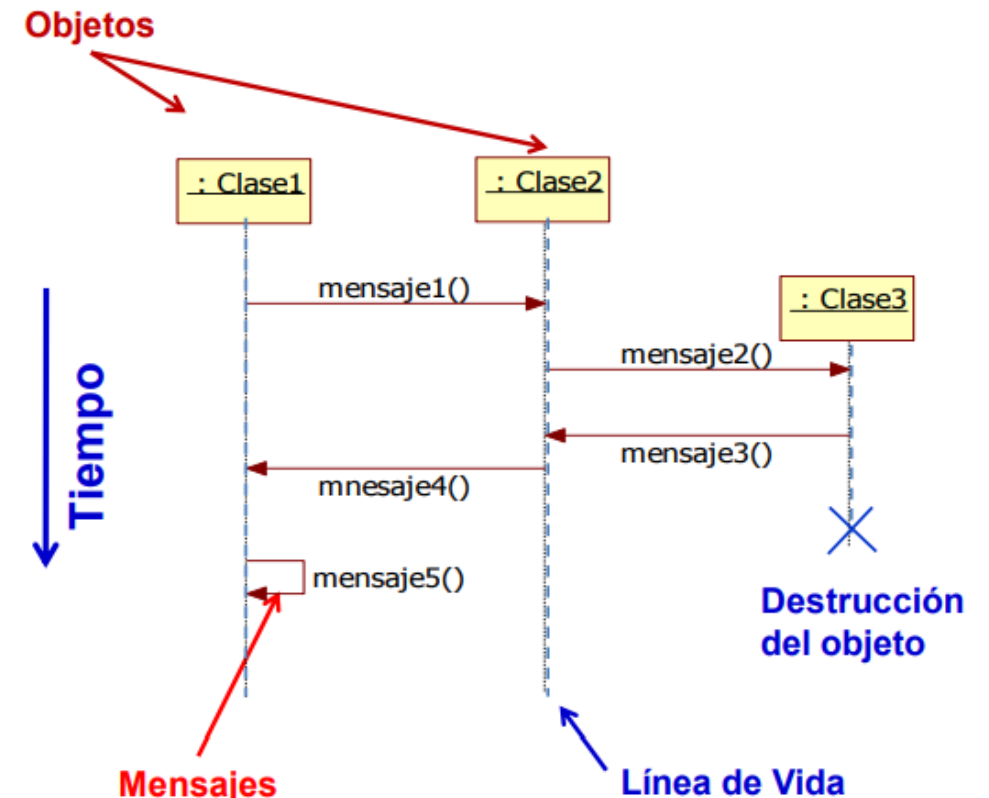 Objetos
: Clase1
: Clase2
mensaje1()
: Clase3
mensaje2()
Tiempo
mensaje3()
mnesaje4()
mensaje5()
Destrucción
del objeto
Mensajes
Línea de Vida